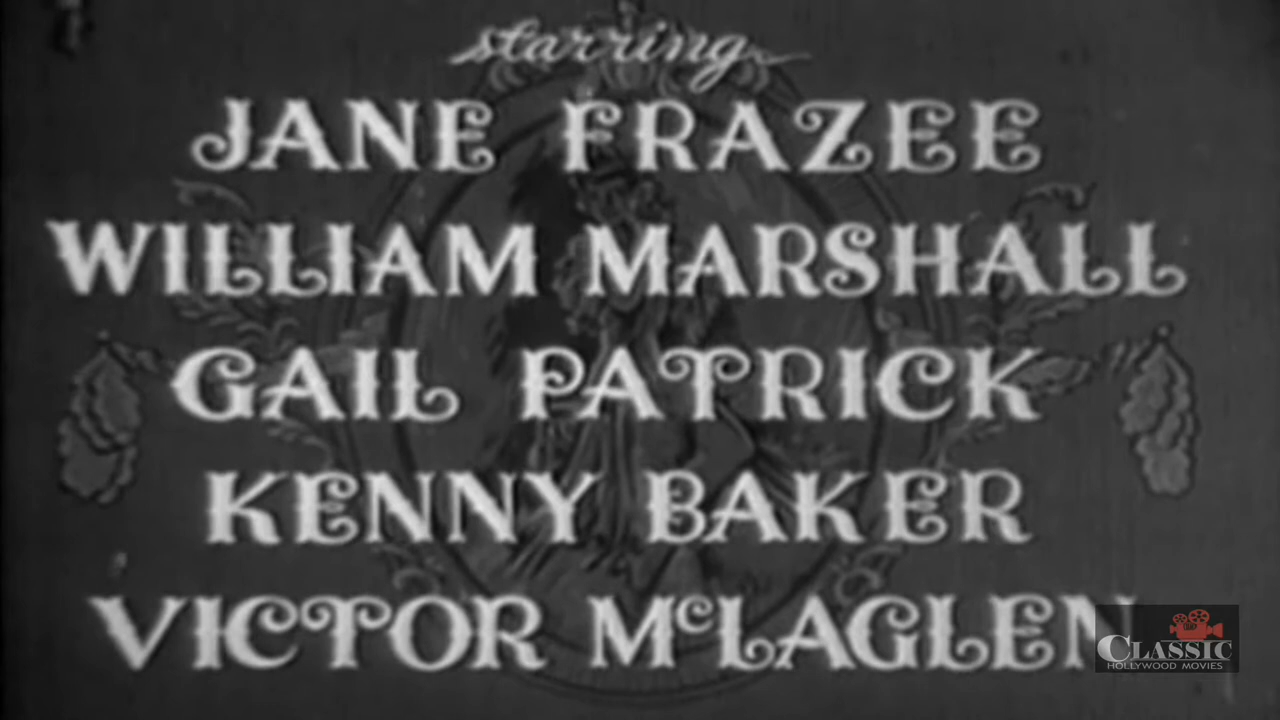 starring
JANE FRAZEE
WILLIAM MARSHALL
GAIL PATRICK
KENNY BAKER
VICTOR McLAGLEN
CLASSIC
HOLLYWOOD MOVIES